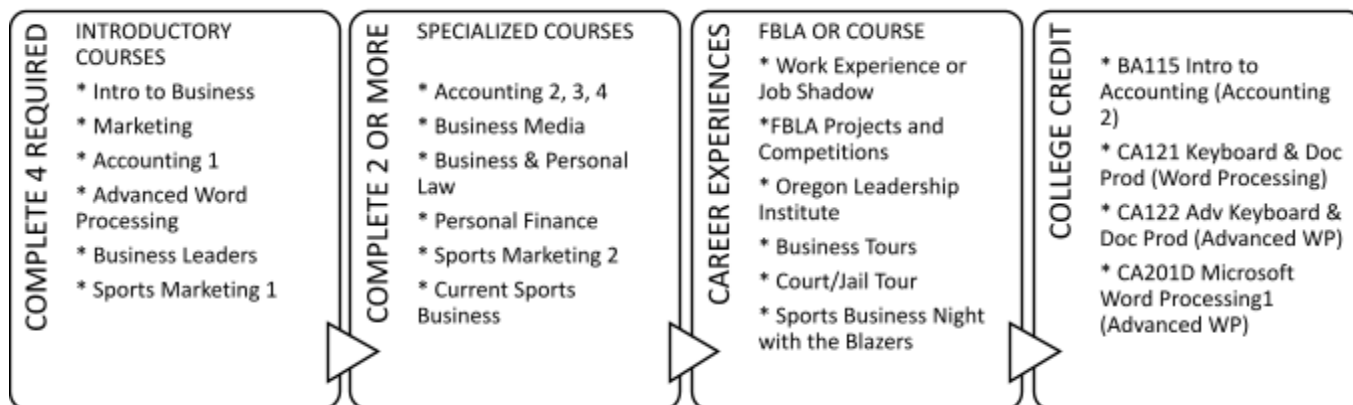 COMPLETE 4 REQUIRED
INTRODUCTORY
COURSES
* Intro to Business
* Marketing
* Accounting 1
* Advanced Word
Processing
* Business Leaders
* Sports Marketing 1
COMPLETE 2 OR MORE
SPECIALIZED COURSES
* Accounting 2, 3, 4
* Business Media
* Business & Personal
Law
* Personal Finance
* Sports Marketing 2
* Current Sports
Business
CAREER EXPERIENCES
FBLA OR COURSE
* Work Experience or
Job Shadow
*FBLA Projects and
Competitions
* Oregon Leadership
Institute
* Business Tours
* Court/Jail Tour
* Sports Business Night
with the Blazers
COLLEGE CREDIT
* BA115 Intro to
Accounting (Accounting
2)
* CA121 Keyboard & Doc
Prod (Word Processing)
* CA122 Adv Keyboard &
Doc Prod (Advanced WP)
* CA201D Microsoft
Word Processing1
(Advanced WP)